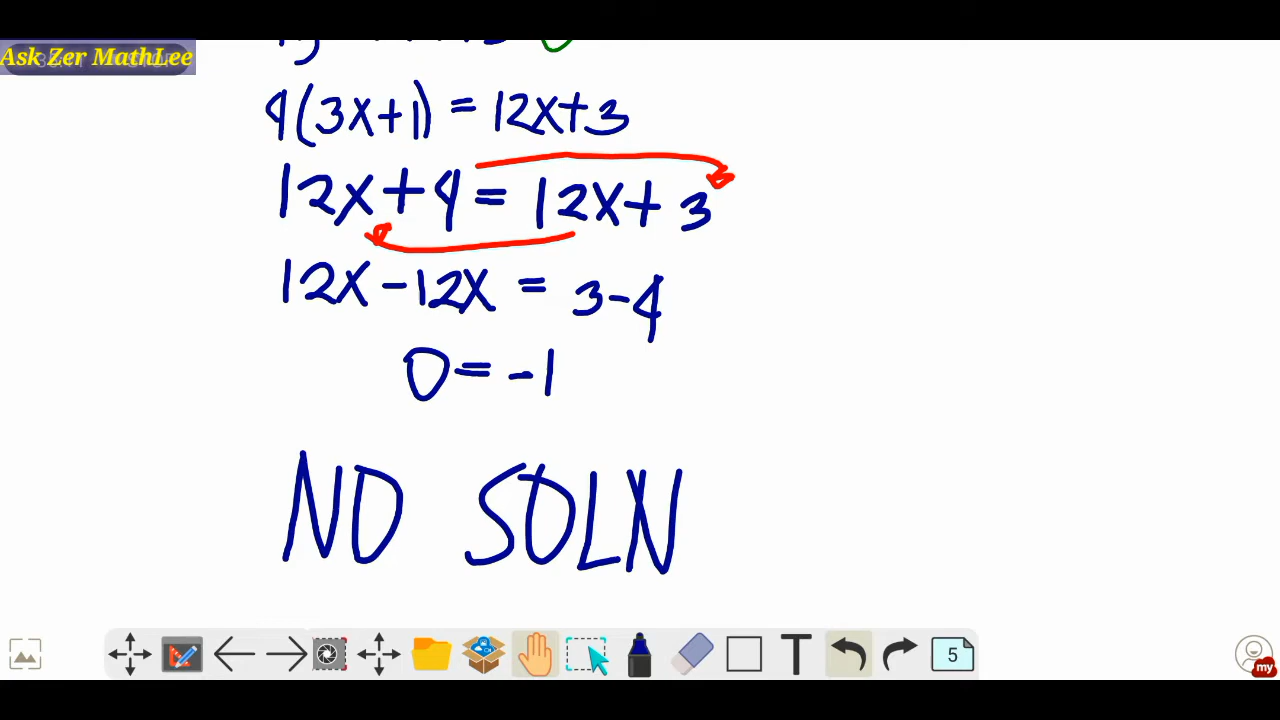 Ask Zer MathLee
4(3x+1) = 12x+3
12x+4 = 12x+3
12x-12x = 3-4
0 = -1
NO SOLN
T
5
my